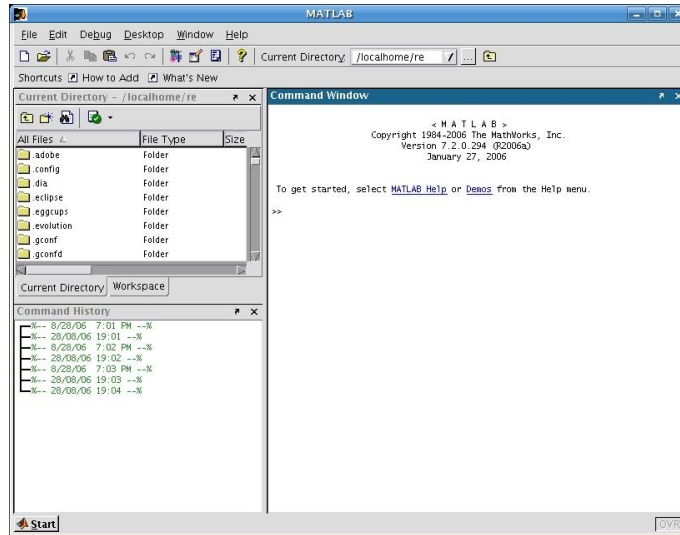 MATLAB
File Edit Debug Desktop Window Help
Current Directory: /localhome/re ...
Shortcuts How to Add What's New
Current Directory - /localhome/re
All Files File Type Size
.adobe Folder
.config Folder
.dia Folder
.eclipse Folder
.eggcups Folder
.evolution Folder
.gconf Folder
.gconfd Folder
Current Directory Workspace
Command History
%-- 8/28/06 7:01 PM --%
%-- 28/08/06 19:01 --%
%-- 8/28/06 7:02 PM --%
%-- 28/08/06 19:02 --%
%-- 8/28/06 7:03 PM --%
%-- 28/08/06 19:03 --%
%-- 28/08/06 19:04 --%
Command Window
< M A T L A B >
Copyright 1984-2006 The MathWorks, Inc.
Version 7.2.0.294 (R2006a)
January 27, 2006
To get started, select MATLAB Help or Demos from the Help menu.
>>
Start
OVR